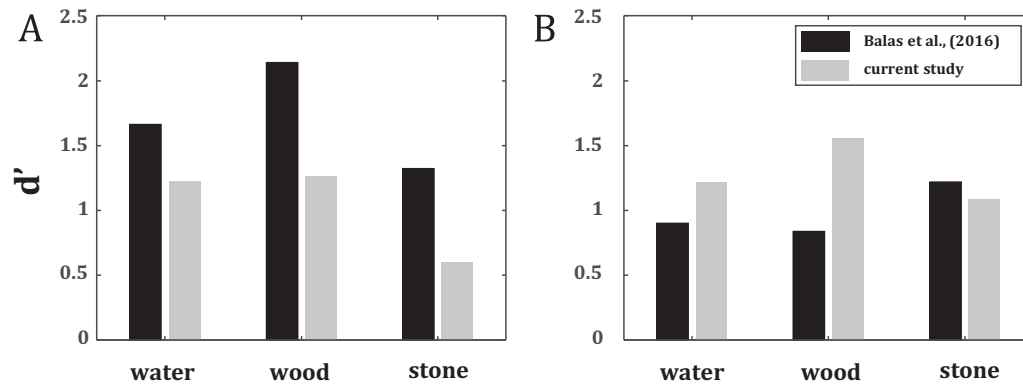 A
2.5
2
1.5
1
0.5
0
d'
water wood stone
B
2.5
2
1.5
1
0.5
0
Balas et al., (2016)
current study
water wood stone